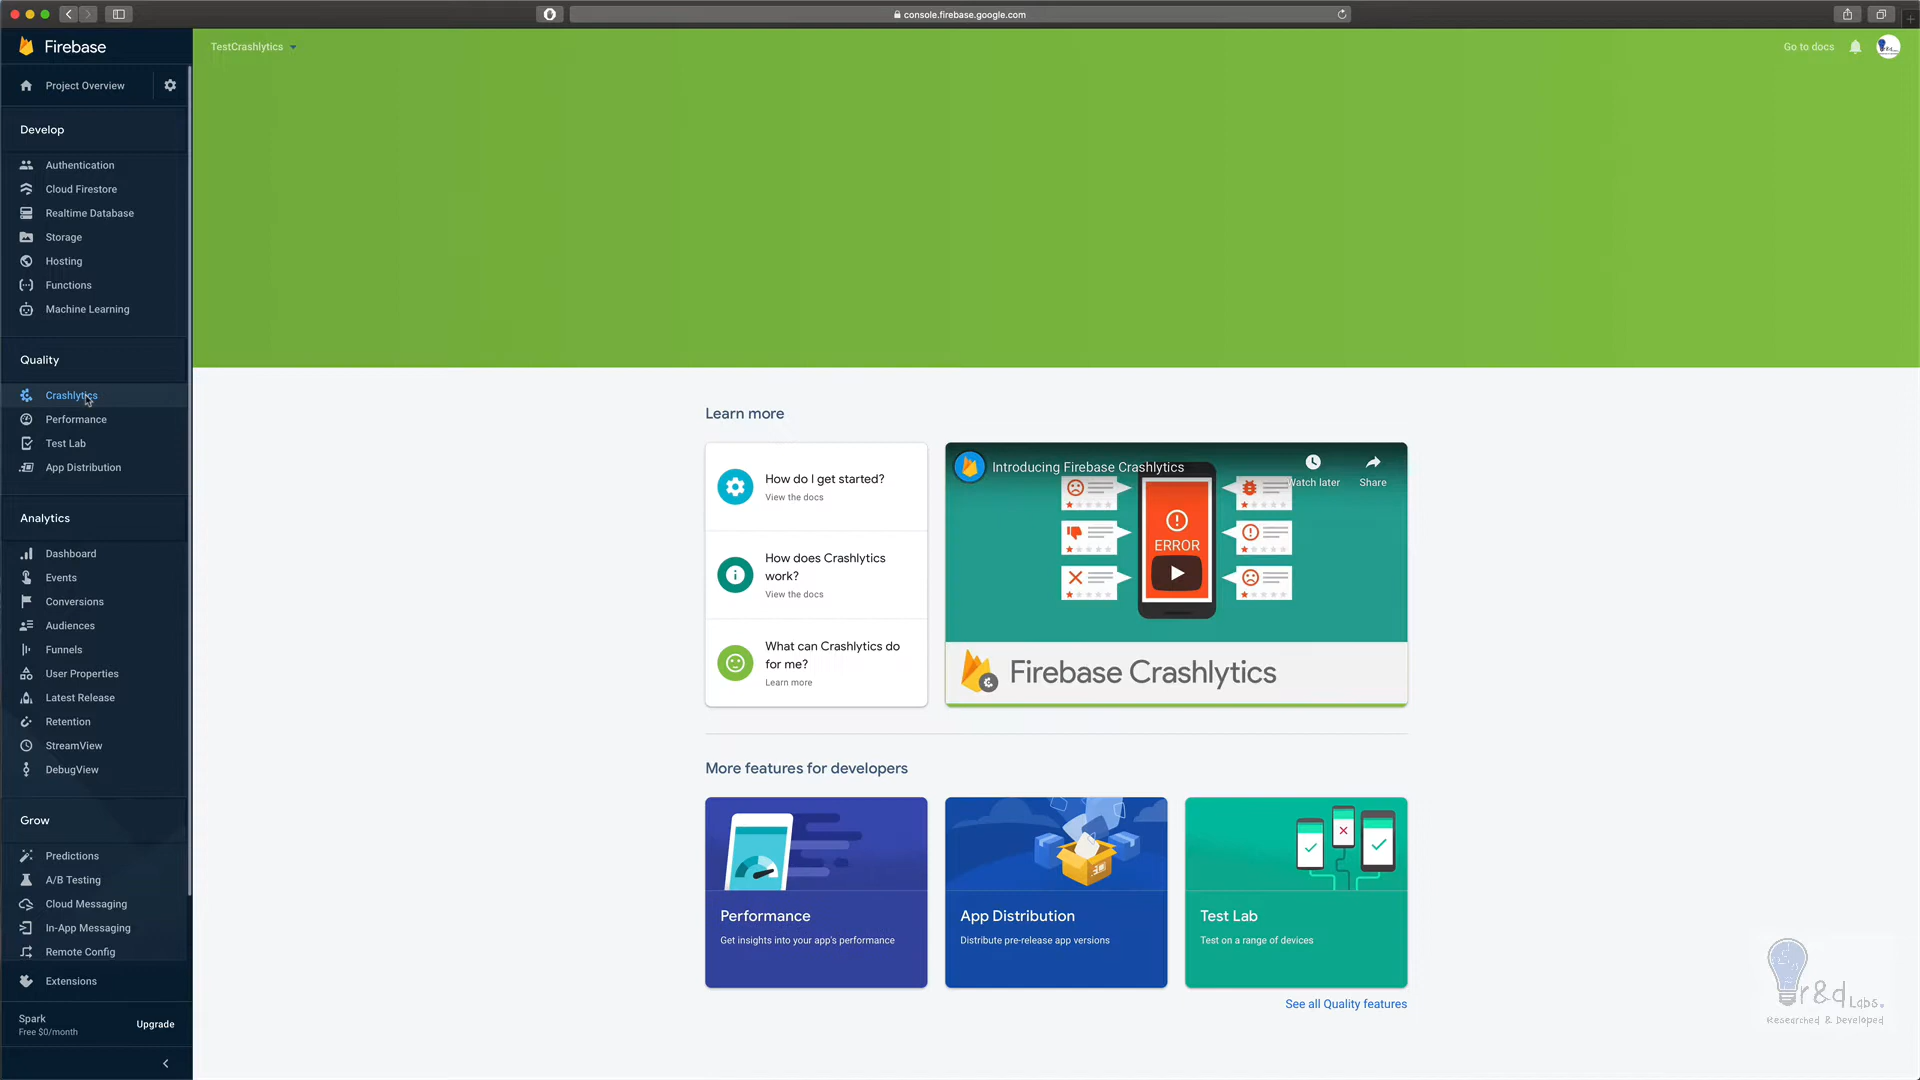 console.firebase.google.com
Firebase
TestCrashlytics
Go to docs
Project Overview
Develop
Authentication
Cloud Firestore
Realtime Database
Storage
Hosting
Functions
Machine Learning
Quality
Crashlytics
Performance
Test Lab
App Distribution
Analytics
Dashboard
Events
Conversions
Audiences
Funnels
User Properties
Latest Release
Retention
StreamView
DebugView
Grow
Predictions
A/B Testing
Cloud Messaging
In-App Messaging
Remote Config
Extensions
Spark
Free $0/month
Upgrade
Learn more
How do I get started?
View the docs
How does Crashlytics
work?
View the docs
What can Crashlytics do
for me?
Learn more
Introducing Firebase Crashlytics
Watch later
Share
ERROR
Firebase Crashlytics
More features for developers
Performance
Get insights into your app's performance
App Distribution
Distribute pre-release app versions
Test Lab
Test on a range of devices
See all Quality features
r&d Labs.
Researched & Developed